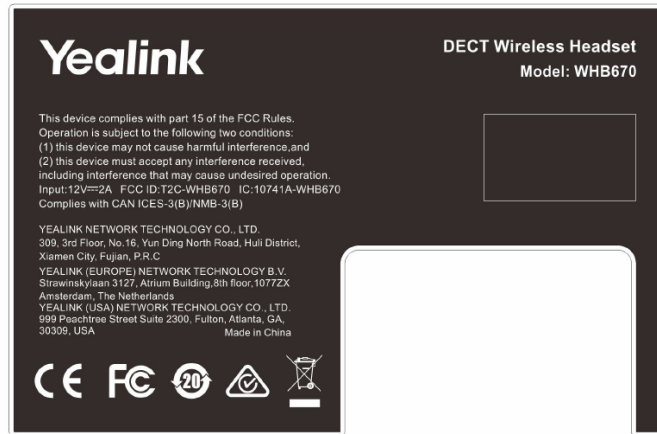 Yealink
DECT Wireless Headset
Model: WHB670
This device complies with part 15 of the FCC Rules.
Operation is subject to the following two conditions:
(1) this device may not cause harmful interference,and
(2) this device must accept any interference received,
including interference that may cause undesired operation.
Input:12V⎓2A FCC ID:T2C-WHB670 IC:10741A-WHB670
Complies with CAN ICES-3(B)/NMB-3(B)
YEALINK NETWORK TECHNOLOGY CO., LTD.
309, 3rd Floor, No.16, Yun Ding North Road, Huli District,
Xiamen City, Fujian, P.R.C
YEALINK (EUROPE) NETWORK TECHNOLOGY B.V.
Strawinskylaan 3127, Atrium Building,8th floor,1077ZX
Amsterdam, The Netherlands
YEALINK (USA) NETWORK TECHNOLOGY CO., LTD.
999 Peachtree Street Suite 2300, Fulton, Atlanta, GA,
30309, USA Made in China
CE FC 20